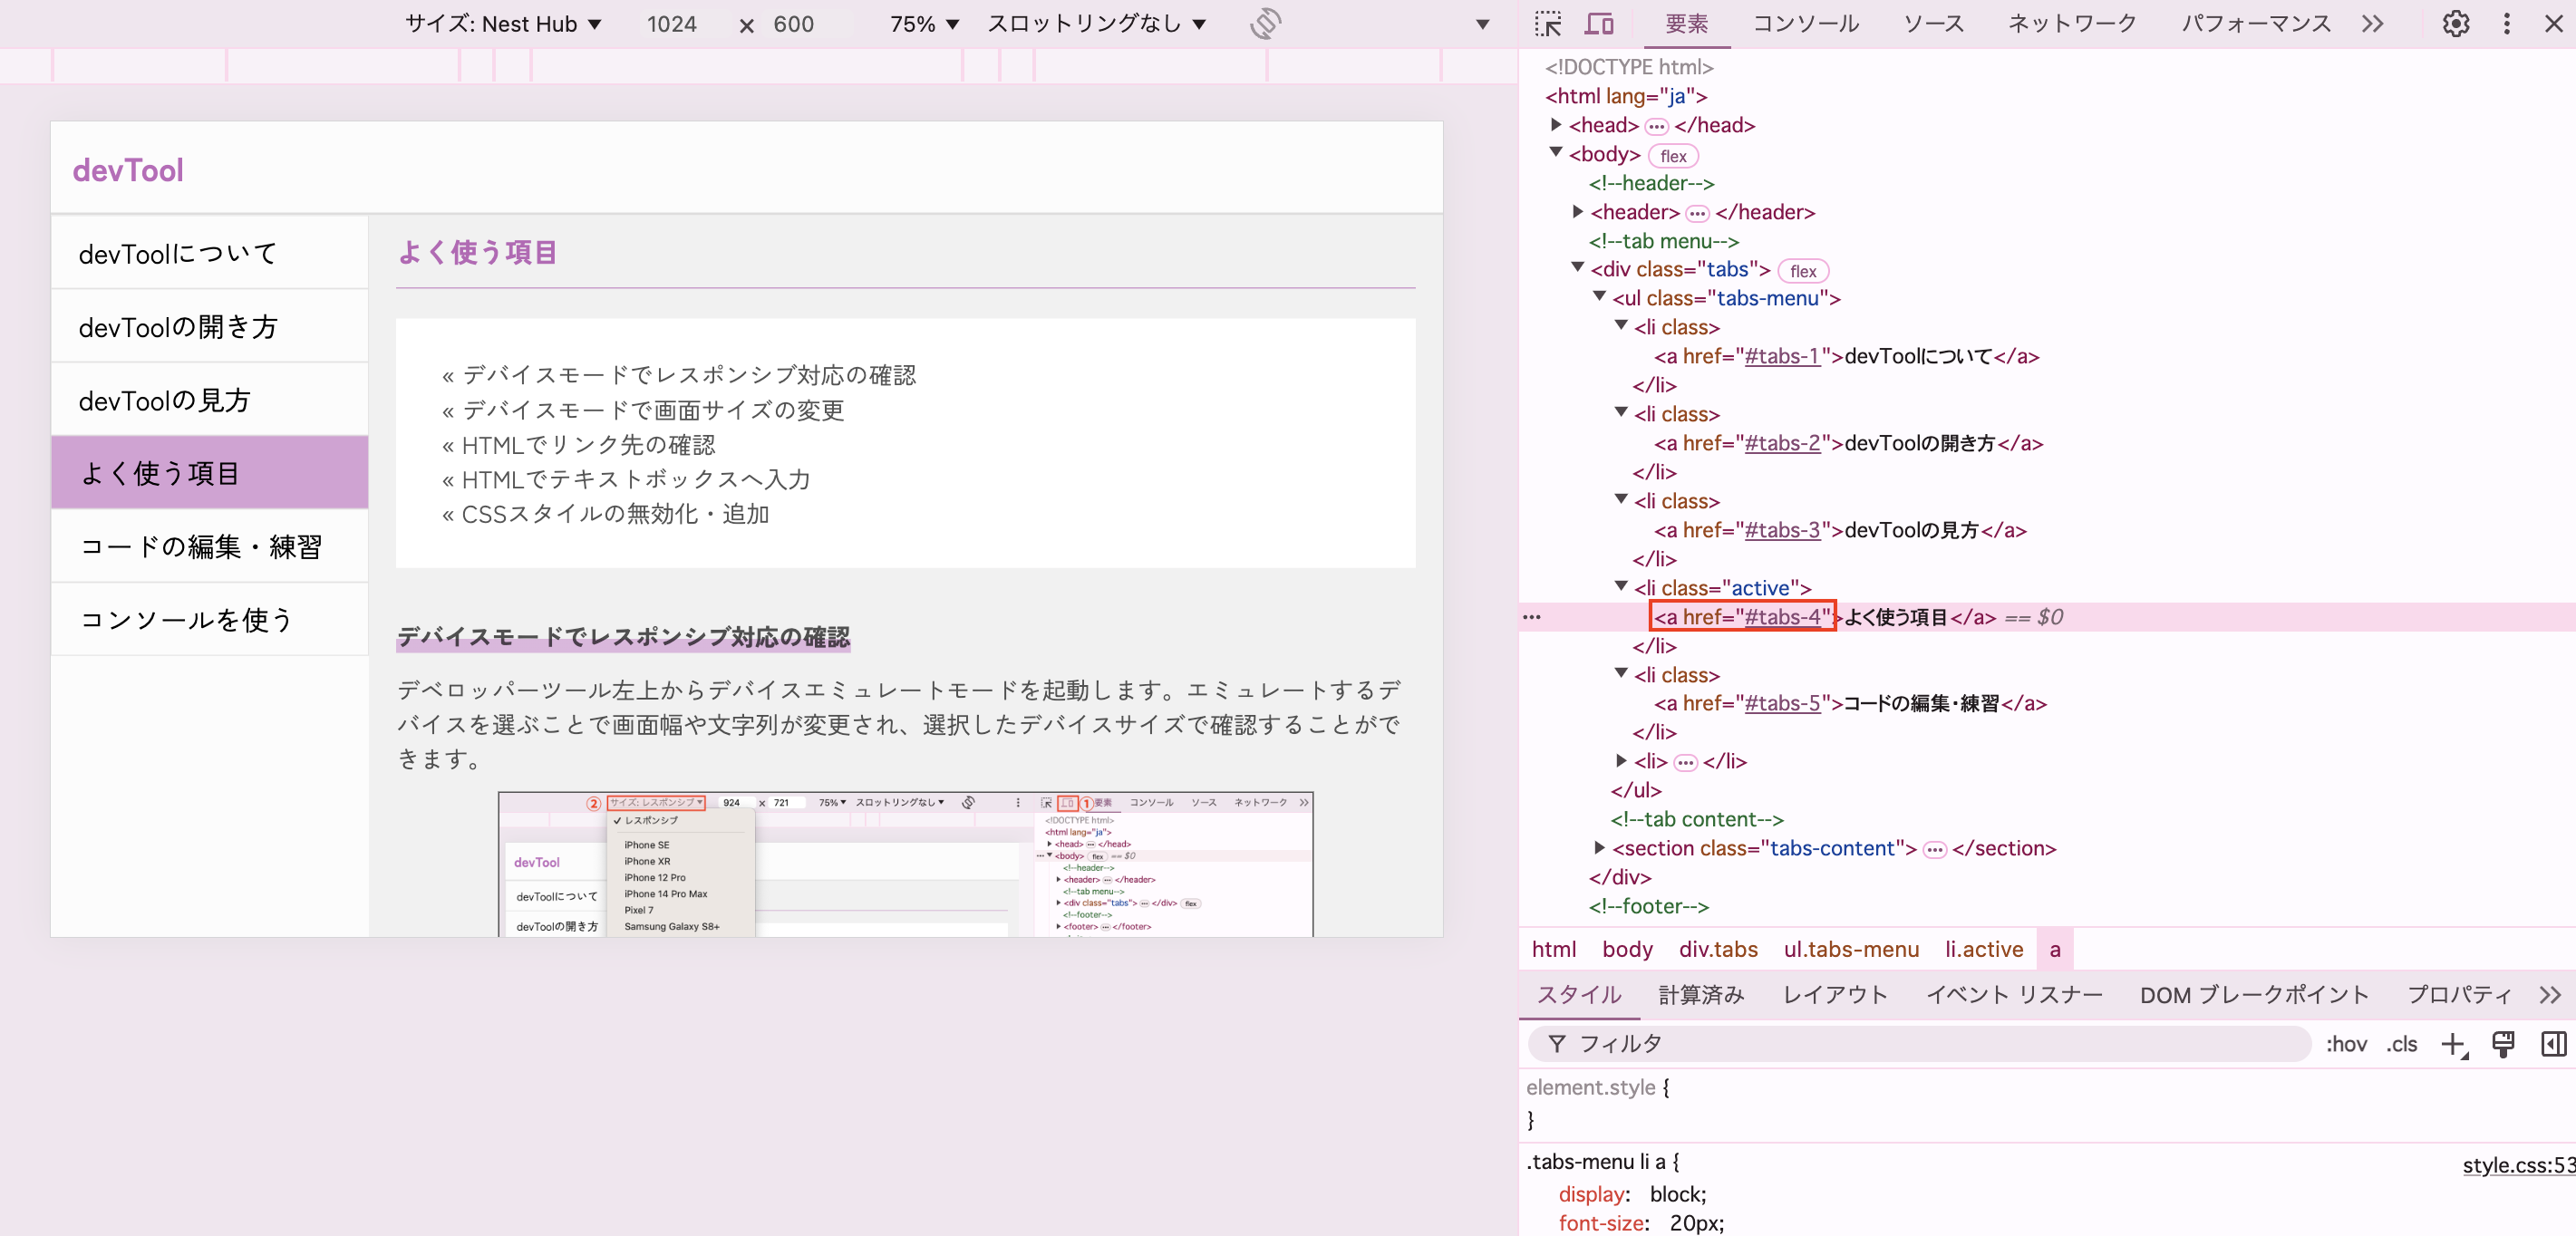 サイズ: Nest Hub ▼ 1024 × 600 75% ▼ スロットリングなし ▼
devTool
devToolについて
devToolの開き方
devToolの見方
よく使う項目
コードの編集・練習
コンソールを使う
よく使う項目
« デバイスモードでレスポンシブ対応の確認
« デバイスモードで画面サイズの変更
« HTMLでリンク先の確認
« HTMLでテキストボックスへ入力
« CSSスタイルの無効化・追加
デバイスモードでレスポンシブ対応の確認
デベロッパーツール左上からデバイスエミュレートモードを起動します。エミュレートするデ
バイスを選ぶことで画面幅や文字列が変更され、選択したデバイスサイズで確認することがで
きます。
② サイズ: レスポンシブ ▼ 924 × 721 75% ▼ スロットリングなし ▼ ① 要素 コンソール ソース ネットワーク >>
✓ レスポンシブ
iPhone SE
iPhone XR
iPhone 12 Pro
iPhone 14 Pro Max
Pixel 7
Samsung Galaxy S8+
devTool
devToolについて
devToolの開き方
<!DOCTYPE html>
<html lang="ja">
<head> … </head>
… <body> flex == $0
<!--header-->
<header> … </header>
<!--tab menu-->
<div class="tabs"> … </div> flex
<!--footer-->
<footer> … </footer>
要素 コンソール ソース ネットワーク パフォーマンス >>
<!DOCTYPE html>
<html lang="ja">
<head> … </head>
<body> flex
<!--header-->
<header> … </header>
<!--tab menu-->
<div class="tabs"> flex
<ul class="tabs-menu">
<li class>
<a href="#tabs-1">devToolについて</a>
</li>
<li class>
<a href="#tabs-2">devToolの開き方</a>
</li>
<li class>
<a href="#tabs-3">devToolの見方</a>
</li>
<li class="active">
… <a href="#tabs-4">よく使う項目</a> == $0
</li>
<li class>
<a href="#tabs-5">コードの編集・練習</a>
</li>
<li> … </li>
</ul>
<!--tab content-->
<section class="tabs-content"> … </section>
</div>
<!--footer-->
html body div.tabs ul.tabs-menu li.active a
スタイル 計算済み レイアウト イベント リスナー DOM ブレークポイント プロパティ >>
フィルタ :hov .cls
element.style {
}
.tabs-menu li a { style.css:53
display: block;
font-size: 20px;